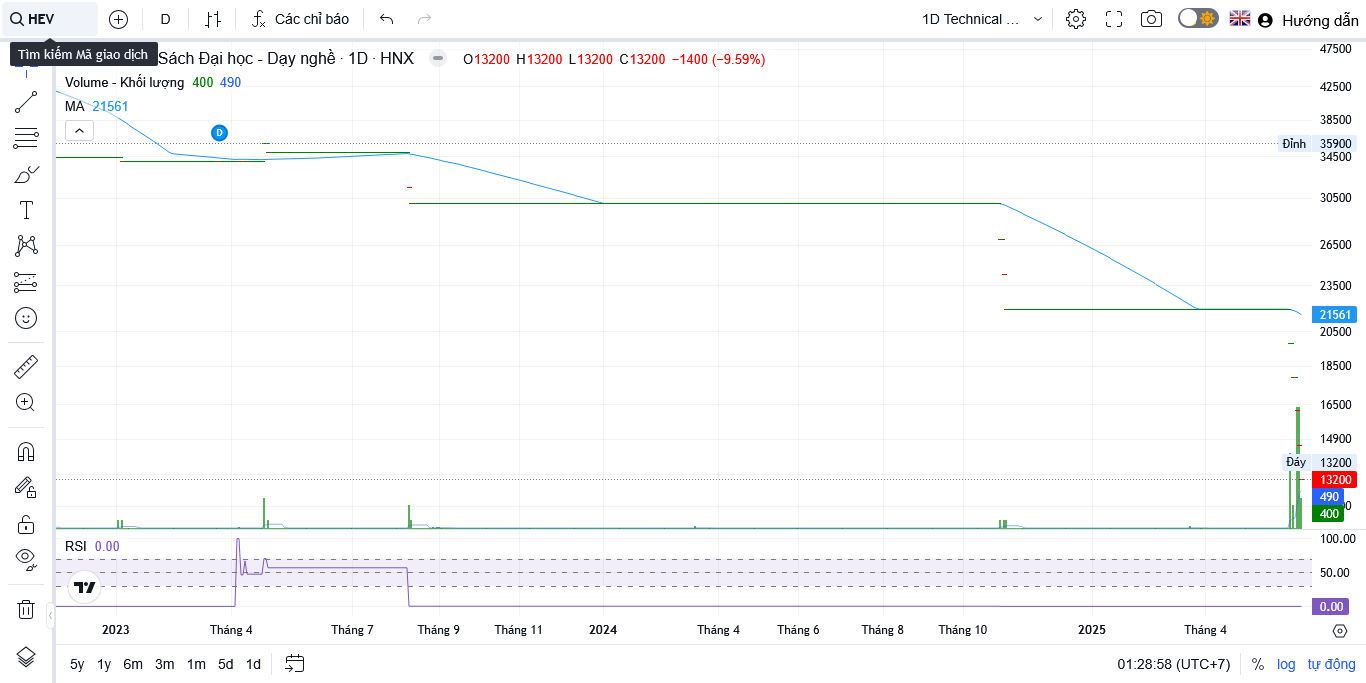 HEV
D
Các chỉ báo
1D Technical ...
Hướng dẫn
Tìm kiếm Mã giao dịch
Sách Đại học - Dạy nghề · 1D · HNX
O13200 H13200 L13200 C13200 −1400 (−9.59%)
Volume - Khối lượng 400 490
MA 21561
D
47500
42500
38500
Đỉnh 35900
34500
30500
26500
23500
21561
20500
18500
16500
14900
Đáy 13200
13200
490
400
RSI 0.00
100.00
50.00
0.00
2023 Tháng 4 Tháng 7 Tháng 9 Tháng 11 2024 Tháng 4 Tháng 6 Tháng 8 Tháng 10 2025 Tháng 4
5y 1y 6m 3m 1m 5d 1d
01:28:58 (UTC+7) % log tự động